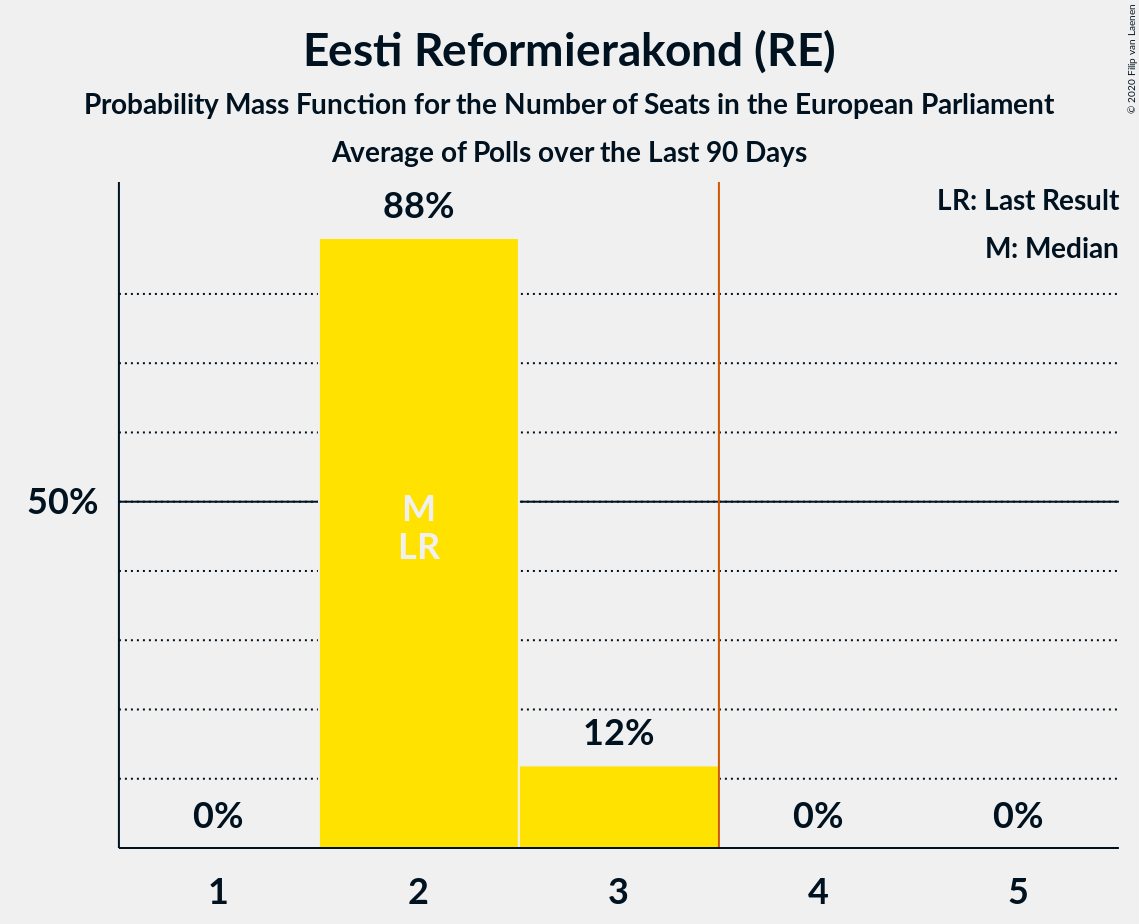 Eesti Reformierakond (RE)
Probability Mass Function for the Number of Seats in the European Parliament
Average of Polls over the Last 90 Days
© 2020 Filip van Laenen
LR: Last Result
M: Median
88%
50%
M
LR
12%
0%
0%
0%
1
2
3
4
5